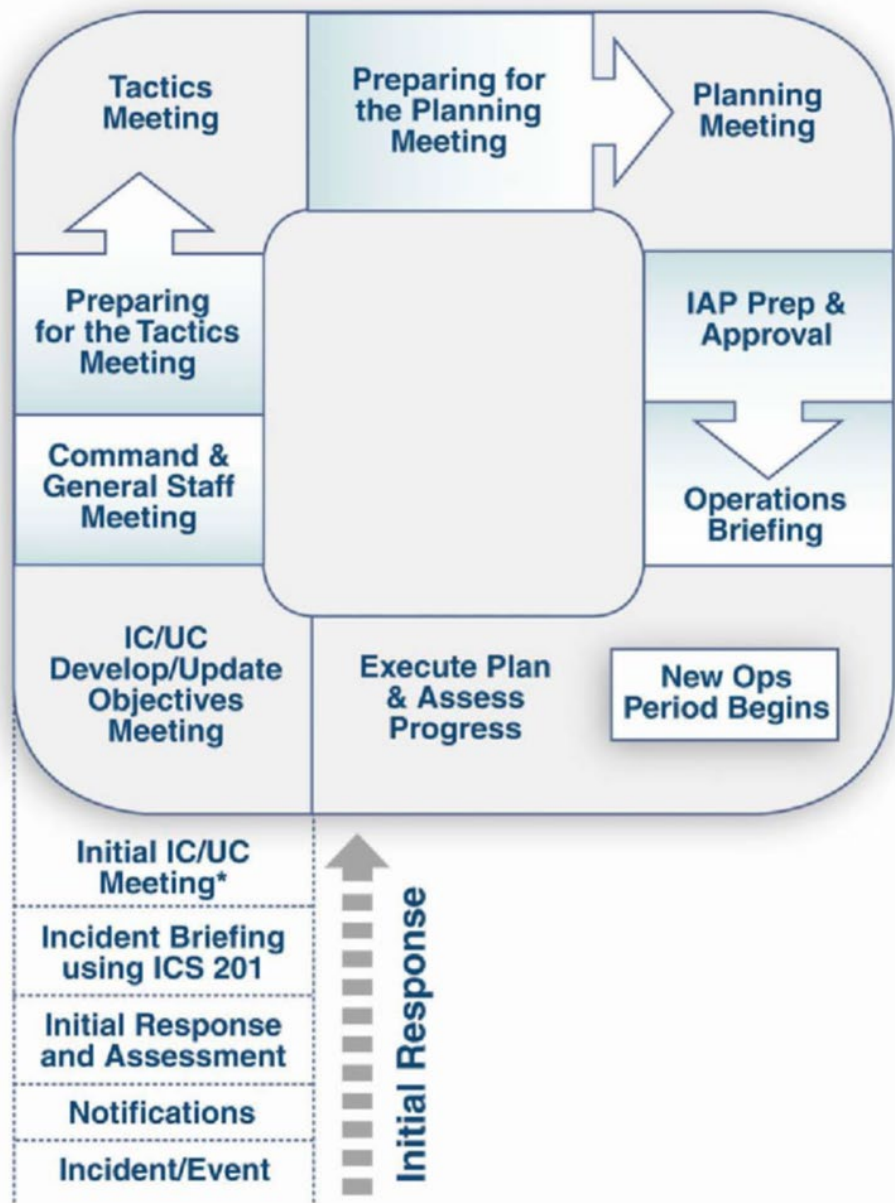 Tactics
Meeting
Preparing for
the Planning
Meeting
Planning
Meeting
Preparing
for the Tactics
Meeting
IAP Prep &
Approval
Command &
General Staff
Meeting
Operations
Briefing
IC/UC
Develop/Update
Objectives
Meeting
Execute Plan
& Assess
Progress
New Ops
Period Begins
Initial IC/UC
Meeting*
Incident Briefing
using ICS 201
Initial Response
and Assessment
Notifications
Incident/Event
Initial Response